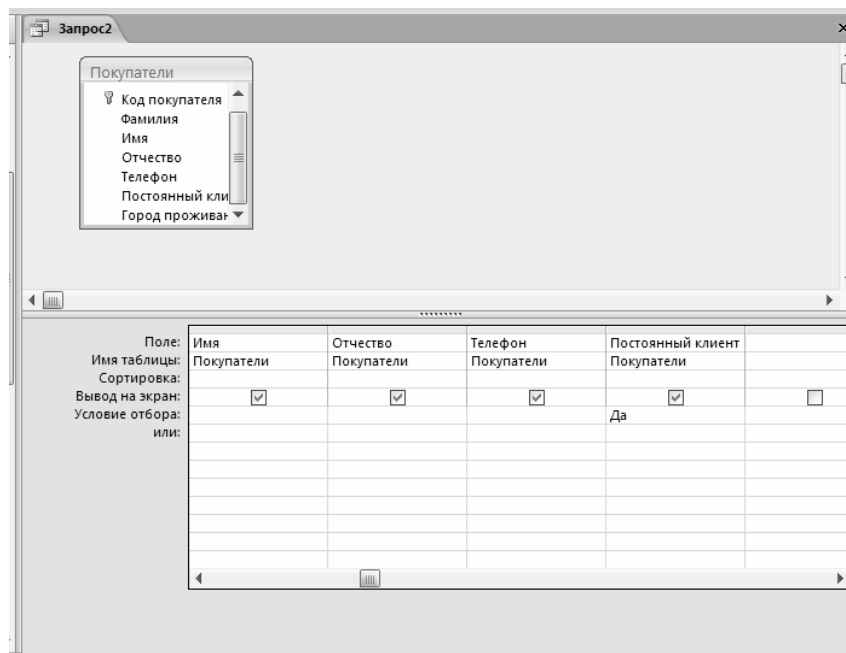 Запрос2
Покупатели
Код покупателя
Фамилия
Имя
Отчество
Телефон
Постоянный кли
Город прожива
Поле: Имя Отчество Телефон Постоянный клиент
Имя таблицы: Покупатели Покупатели Покупатели Покупатели
Сортировка:
Вывод на экран:
Условие отбора: Да
или: